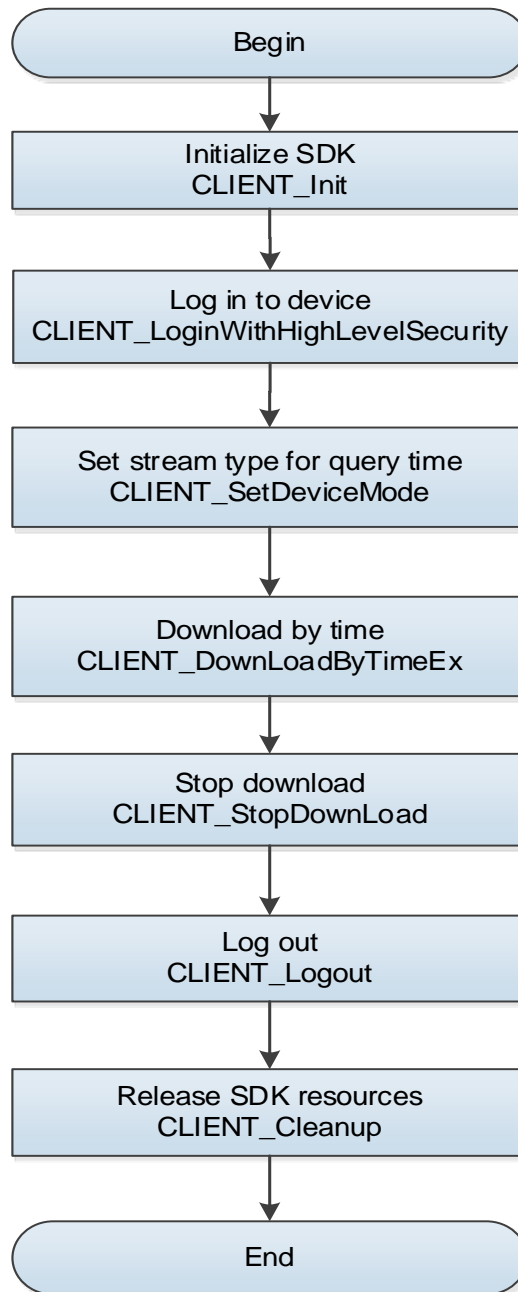 Begin
Initialize SDK
CLIENT_Init
Log in to device
CLIENT_LoginWithHighLevelSecurity
Set stream type for query time
CLIENT_SetDeviceMode
Download by time
CLIENT_DownLoadByTimeEx
Stop download
CLIENT_StopDownLoad
Log out
CLIENT_Logout
Release SDK resources
CLIENT_Cleanup
End